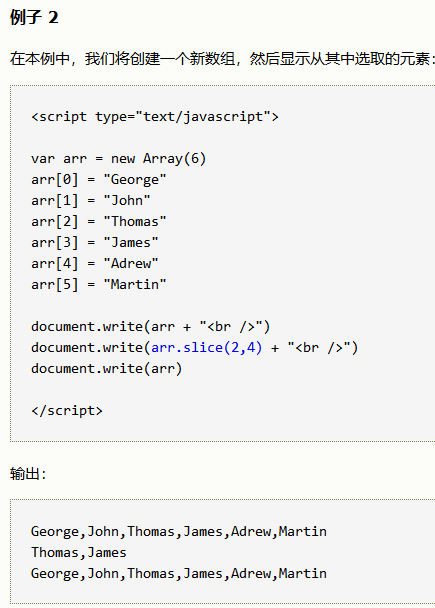 例子 2
在本例中，我们将创建一个新数组，然后显示从其中选取的元素：
<script type="text/javascript">
var arr = new Array(6)
arr[0] = "George"
arr[1] = "John"
arr[2] = "Thomas"
arr[3] = "James"
arr[4] = "Adrew"
arr[5] = "Martin"
document.write(arr + "<br />")
document.write(arr.slice(2,4) + "<br />")
document.write(arr)
</script>
输出：
George,John,Thomas,James,Adrew,Martin
Thomas,James
George,John,Thomas,James,Adrew,Martin